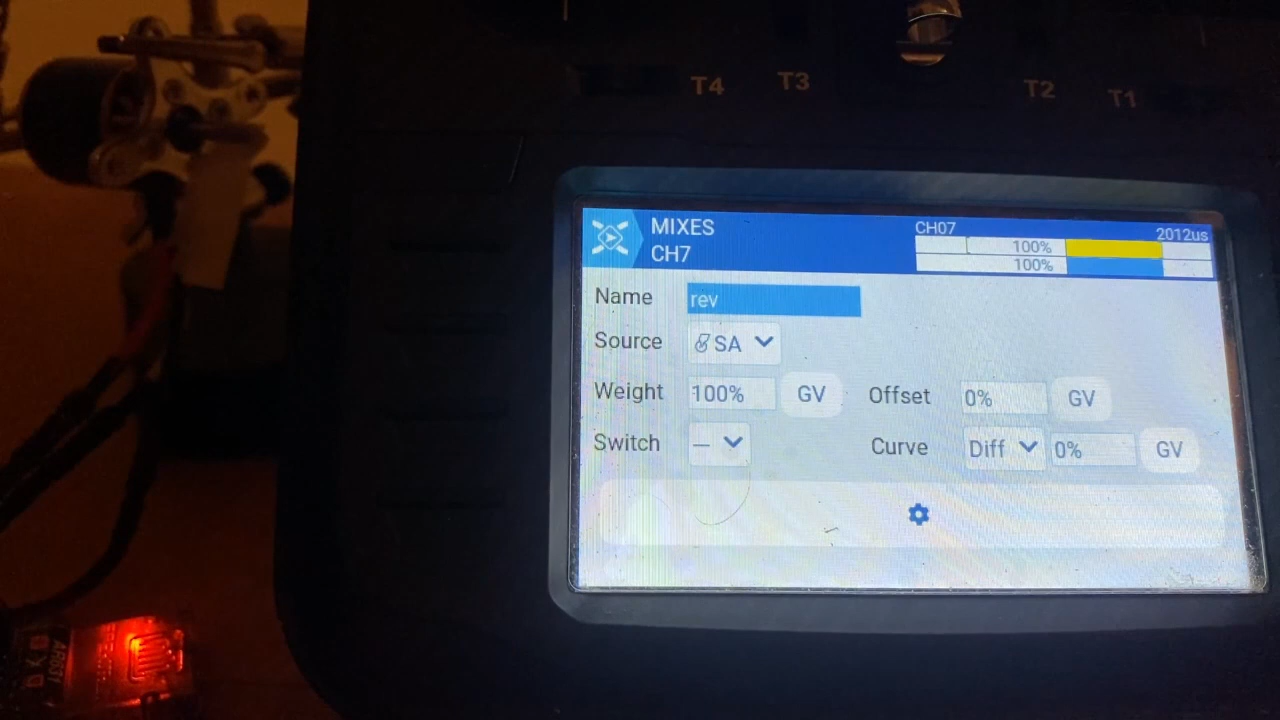 T4 T3 T2 T1
MIXES CH07 2012us
CH7 100%
100%
Name rev
Source SA
Weight 100% GV Offset 0% GV
Switch — Curve Diff 0% GV
AR631